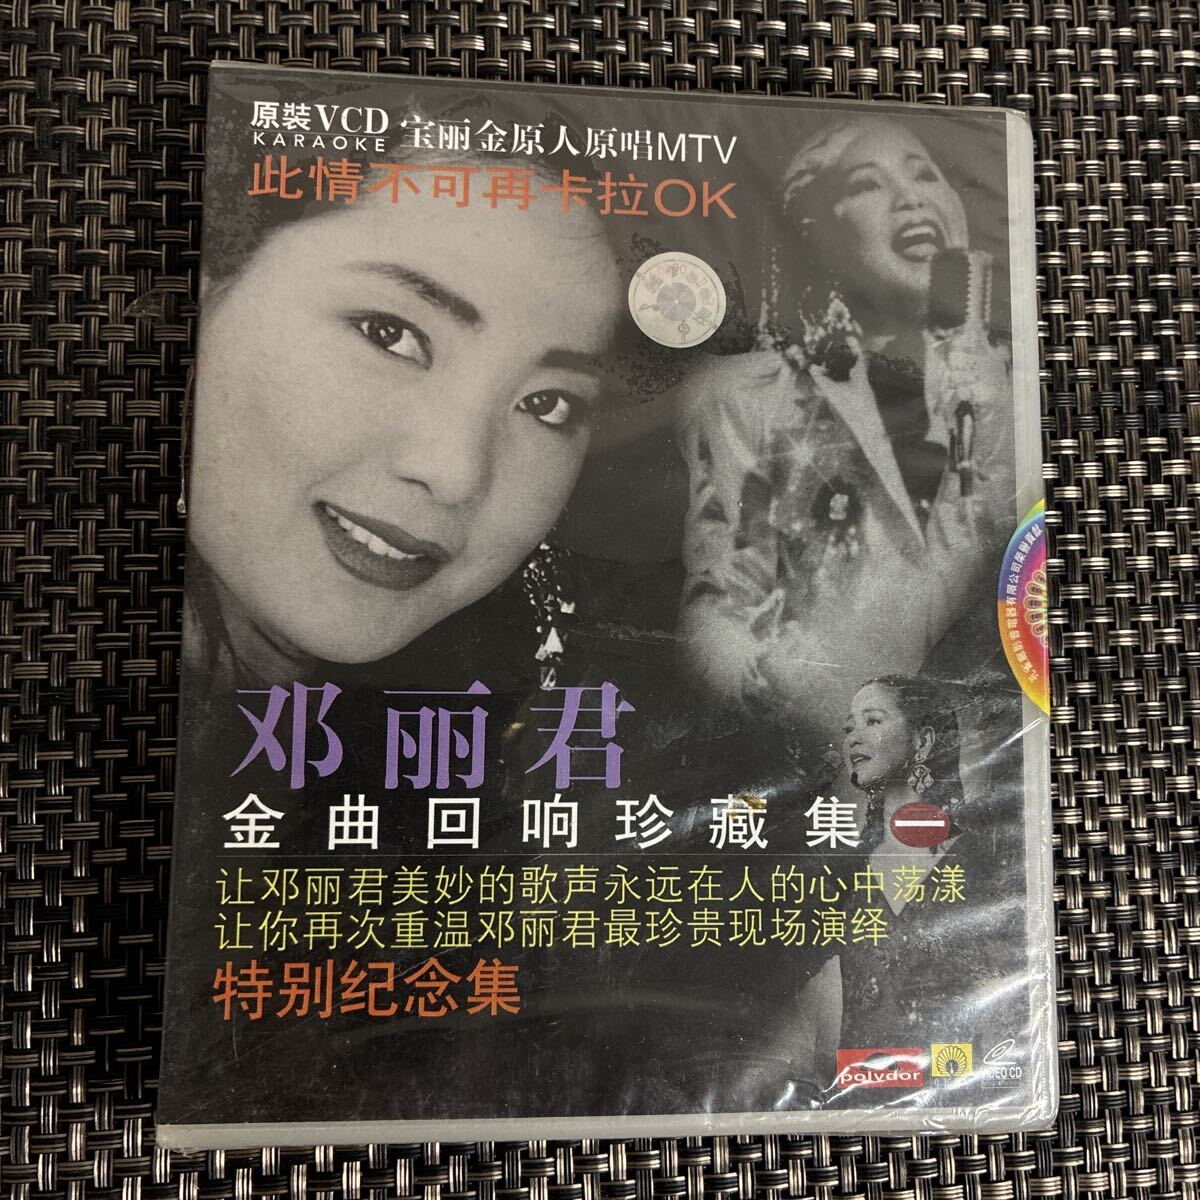 原裝VCD
KARAOKE
宝丽金原人原唱MTV
此情不可再卡拉OK
邓丽君
金曲回响珍藏集 一
让邓丽君美妙的歌声永远在人的心中荡漾
让你再次重温邓丽君最珍贵现场演绎
特别纪念集
polydor
VIDEO CD